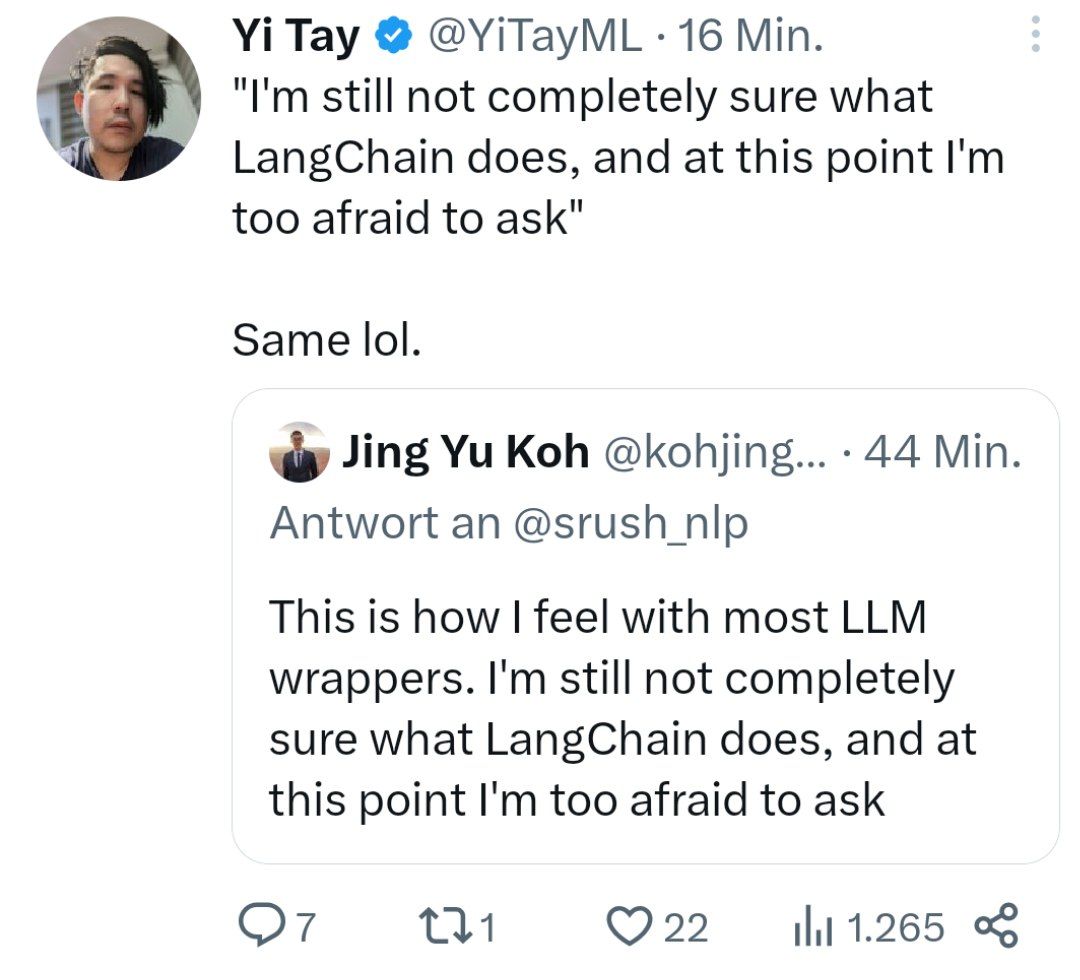 Yi Tay @YiTayML · 16 Min.
"I'm still not completely sure what
LangChain does, and at this point I'm
too afraid to ask"
Same lol.
Jing Yu Koh @kohjing... · 44 Min.
Antwort an @srush_nlp
This is how I feel with most LLM
wrappers. I'm still not completely
sure what LangChain does, and at
this point I'm too afraid to ask
7 1 22 1.265